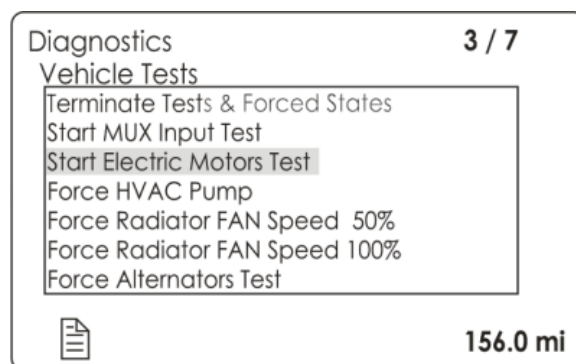 Diagnostics 3 / 7
Vehicle Tests
Terminate Tests & Forced States
Start MUX Input Test
Start Electric Motors Test
Force HVAC Pump
Force Radiator FAN Speed 50%
Force Radiator FAN Speed 100%
Force Alternators Test
156.0 mi